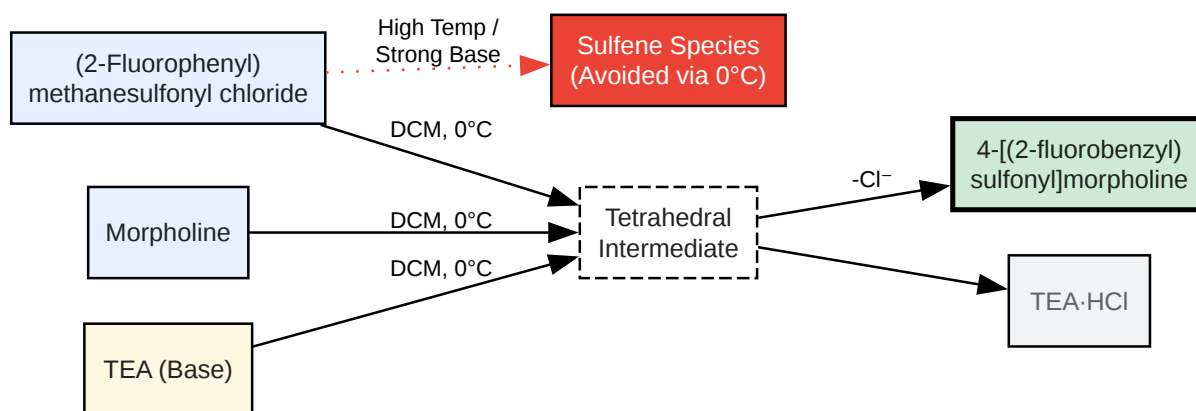 (2-Fluorophenyl)
methanesulfonyl chloride
High Temp /
Strong Base
Sulfene Species
(Avoided via 0°C)
DCM, 0°C
Morpholine
DCM, 0°C
DCM, 0°C
TEA (Base)
Tetrahedral
Intermediate
-Cl⁻
4-[(2-fluorobenzyl)
sulfonyl]morpholine
TEA·HCl